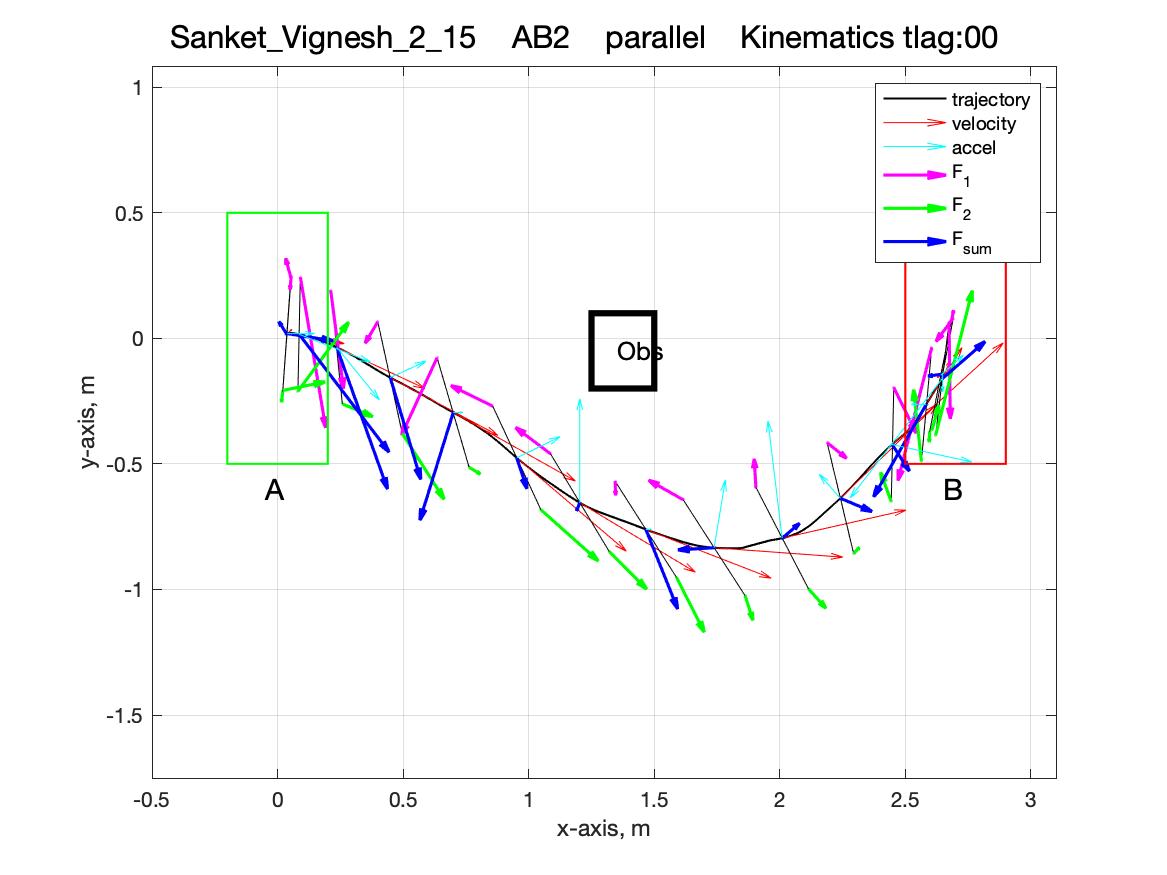 Sanket_Vignesh_2_15 AB2 parallel Kinematics tlag:00
1
0.5
0
-0.5
-1
-1.5
y-axis, m
trajectory
velocity
accel
F1
F2
Fsum
Obs
A
B
-0.5 0 0.5 1 1.5 2 2.5 3
x-axis, m